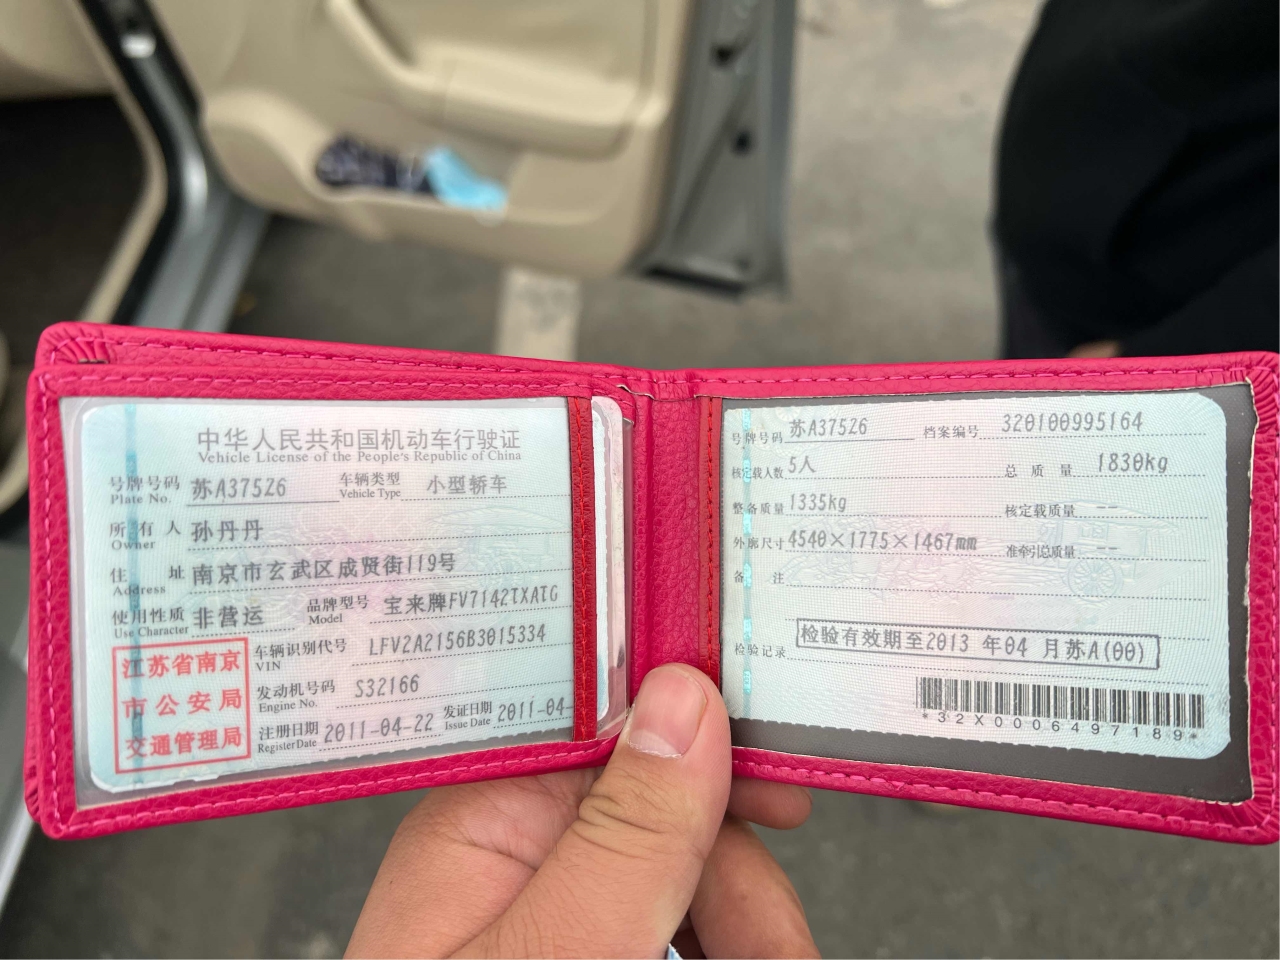 中华人民共和国机动车行驶证
Vehicle License of the People's Republic of China
号牌号码 苏A37526 车辆类型 小型轿车
Plate No. Vehicle Type
所有人 孙丹丹
Owner
住址 南京市玄武区成贤街119号
Address
使用性质 非营运 品牌型号 宝来牌FV7142TXATG
Use Character Model
江苏省南京
市公安局
交通管理局
车辆识别代号 LFV2A2156B3015334
VIN
发动机号码 S32166
Engine No.
注册日期 2011-04-22 发证日期 2011-04-
Register Date Issue Date
号牌号码 苏A37526 档案编号 320100995164
核定载人数 5人 总质量 1830kg
整备质量 1335kg 核定载质量 --
外廓尺寸 4540×1775×1467mm 准牵引总质量 --
备注
检验记录 检验有效期至2013 年04 月苏A(00)
*32X0006497189*